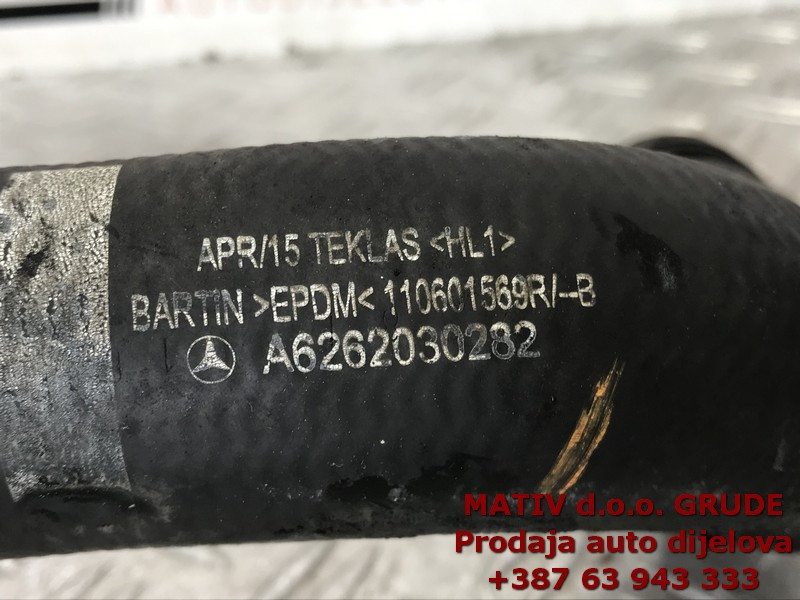 APR/15 TEKLAS <HL1>
BARTIN >EPDM< 110601569R/--B
A6262030282
MATIV d.o.o. GRUDE
Prodaja auto dijelova
+387 63 943 333